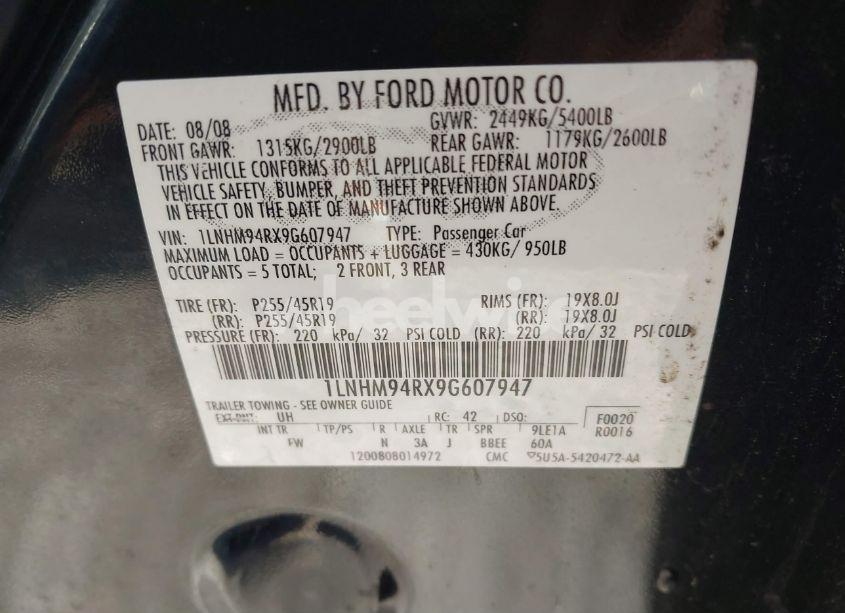 MFD. BY FORD MOTOR CO.
DATE: 08/08 GVWR: 2449KG/5400LB
FRONT GAWR: 1315KG/2900LB REAR GAWR: 1179KG/2600LB
THIS VEHICLE CONFORMS TO ALL APPLICABLE FEDERAL MOTOR
VEHICLE SAFETY, BUMPER, AND THEFT PREVENTION STANDARDS
IN EFFECT ON THE DATE OF MANUFACTURE SHOWN ABOVE.
VIN: 1LNHM94RX9G607947 TYPE: Passenger Car
MAXIMUM LOAD = OCCUPANTS + LUGGAGE = 430KG/ 950LB
OCCUPANTS = 5 TOTAL; 2 FRONT, 3 REAR
TIRE (FR): P255/45R19 RIMS (FR): 19X8.0J
(RR): P255/45R19 (RR): 19X8.0J
PRESSURE (FR): 220 kPa/ 32 PSI COLD (RR): 220 kPa/ 32 PSI COLD
1LNHM94RX9G607947
TRAILER TOWING - SEE OWNER GUIDE
EXT PNT: UH RC: 42 DSO: F0020
INT TR TP/PS R AXLE TR SPR 9LE1A R0016
FW N 3A J BBEE 60A
1200808014972 CMC 5U5A-5420472-AA